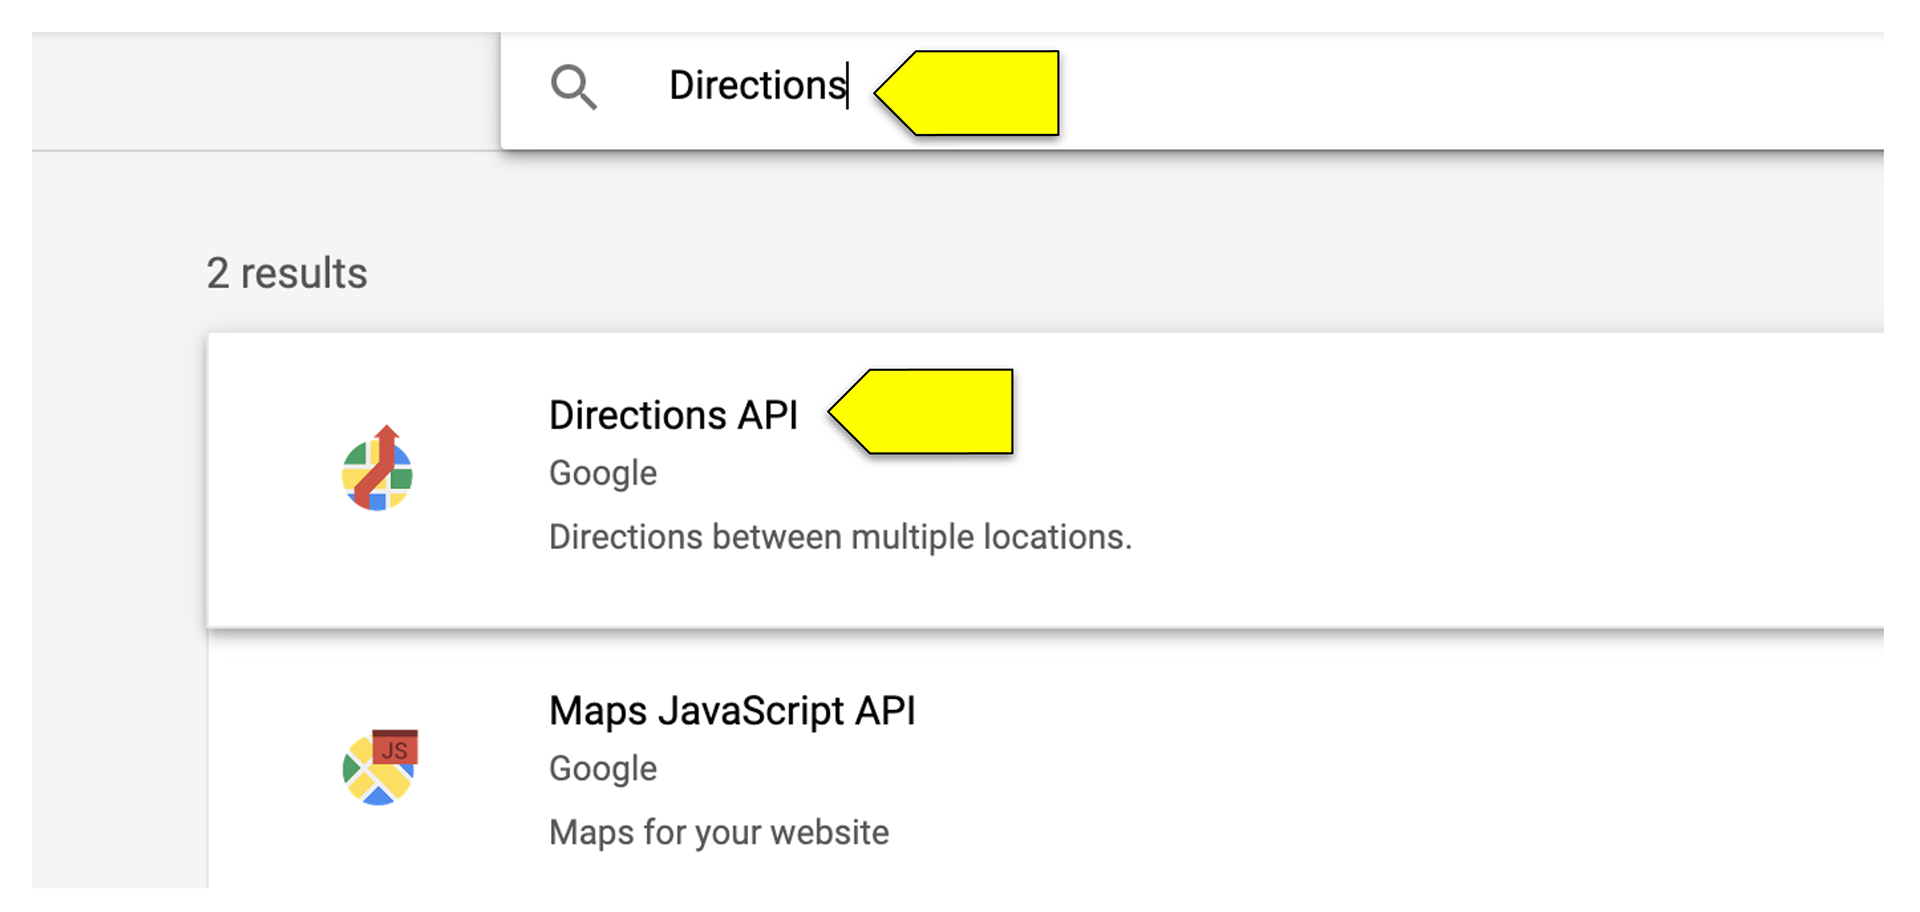 Directions
2 results
Directions API
Google
Directions between multiple locations.
Maps JavaScript API
JS
Google
Maps for your website